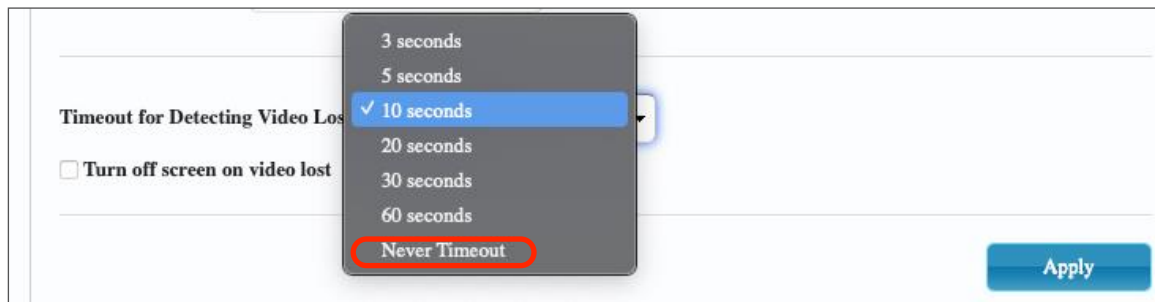 3 seconds
5 seconds
Timeout for Detecting Video Los
✓ 10 seconds
20 seconds
Turn off screen on video lost
30 seconds
60 seconds
Never Timeout
Apply